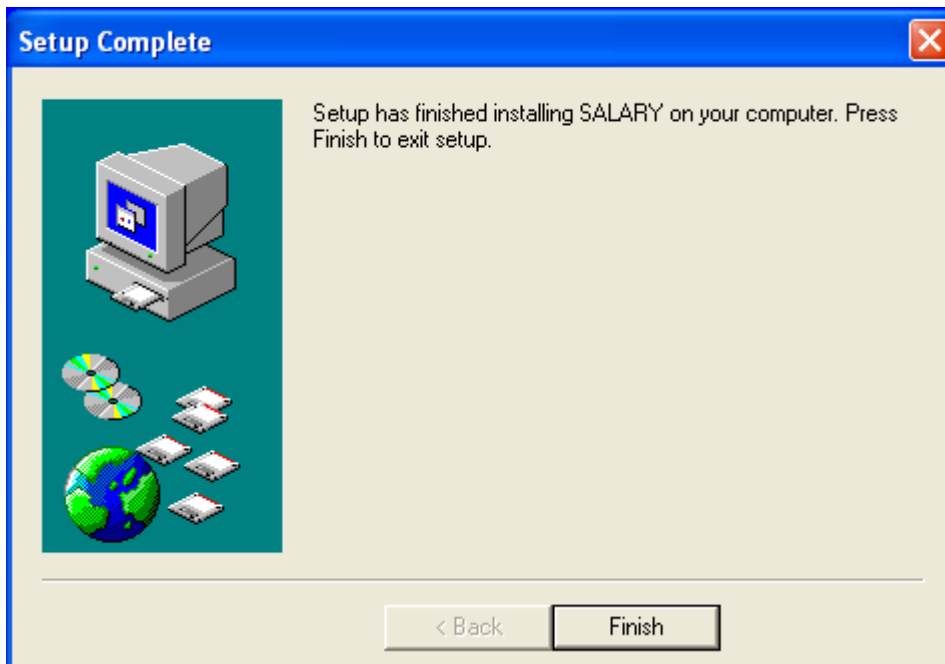 Setup Complete
Setup has finished installing SALARY on your computer. Press
Finish to exit setup.
< Back
Finish